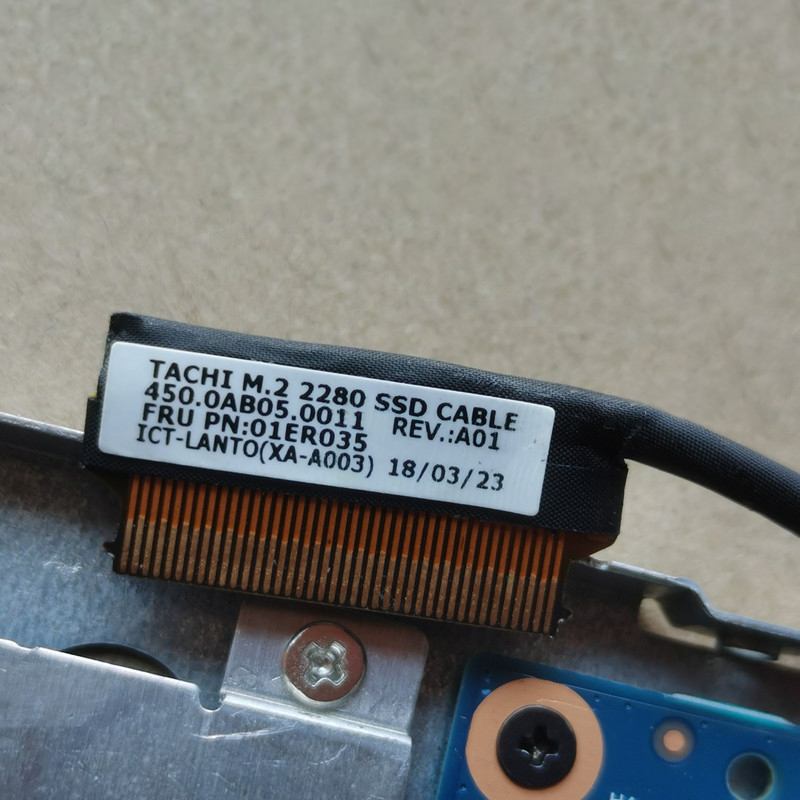 TACHI M.2 2280 SSD CABLE
450.0AB05.0011 REV.:A01
FRU PN:01ER035
ICT-LANTO(XA-A003) 18/03/23